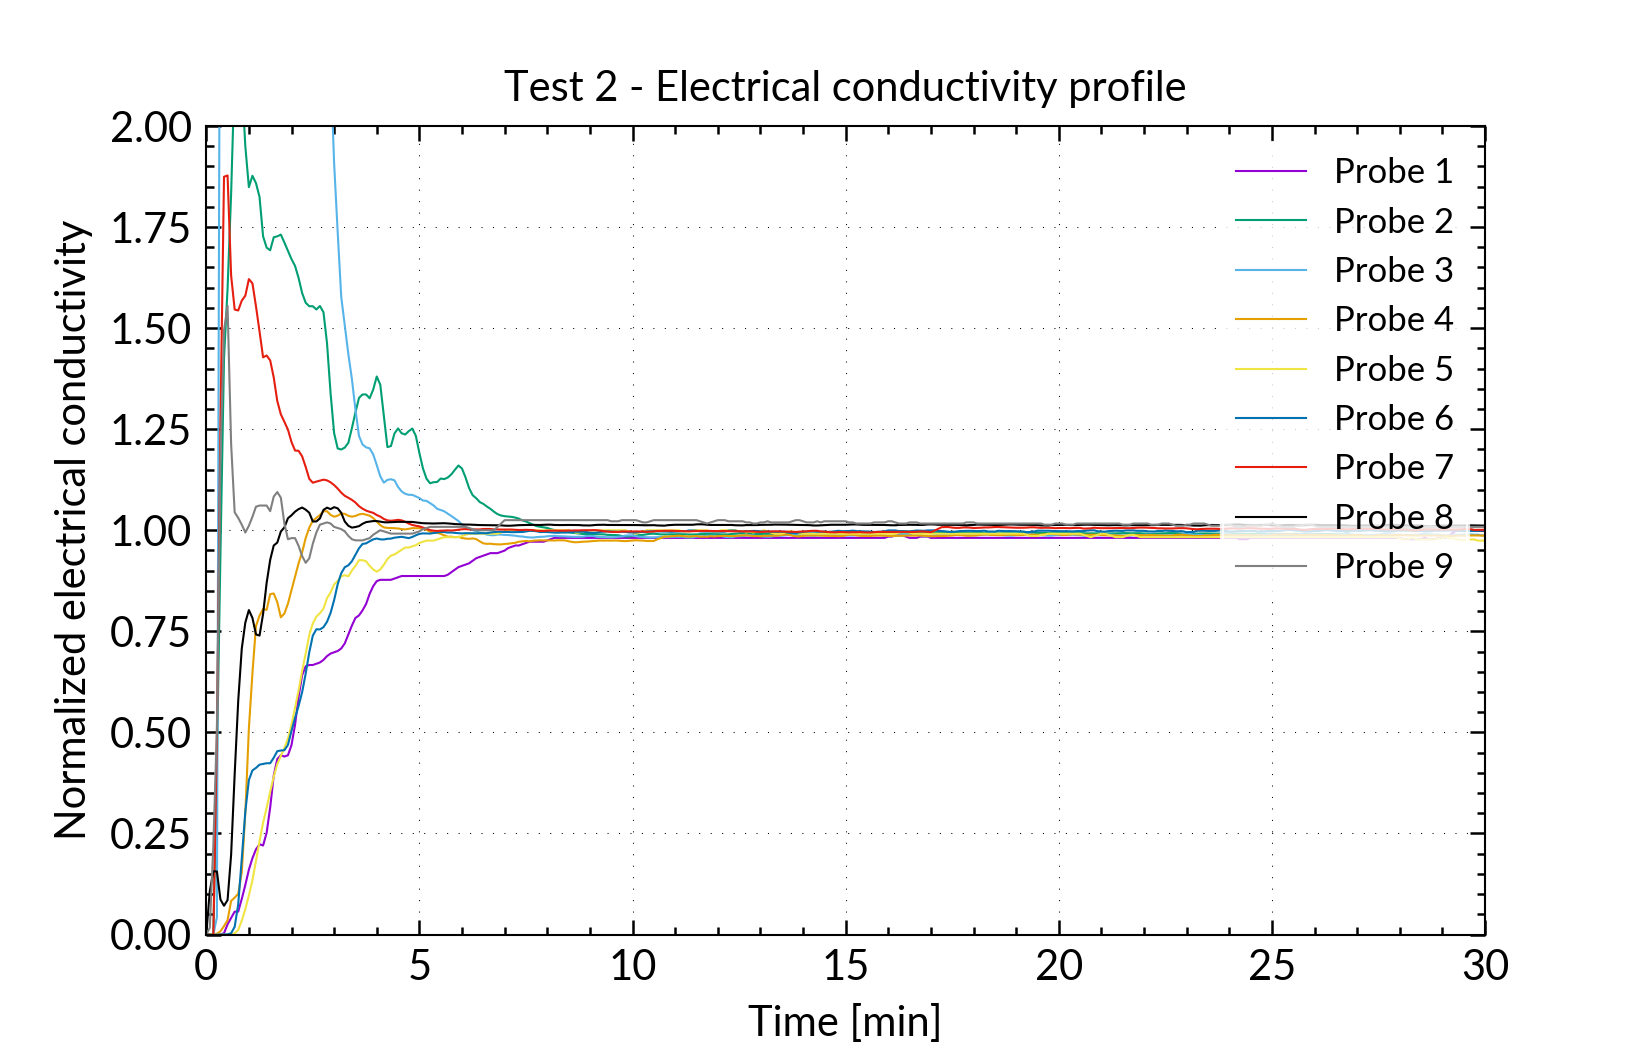 Test 2 - Electrical conductivity profile
Normalized electrical conductivity
2.00
1.75
1.50
1.25
1.00
0.75
0.50
0.25
0.00
Probe 1
Probe 2
Probe 3
Probe 4
Probe 5
Probe 6
Probe 7
Probe 8
Probe 9
0 5 10 15 20 25 30
Time [min]